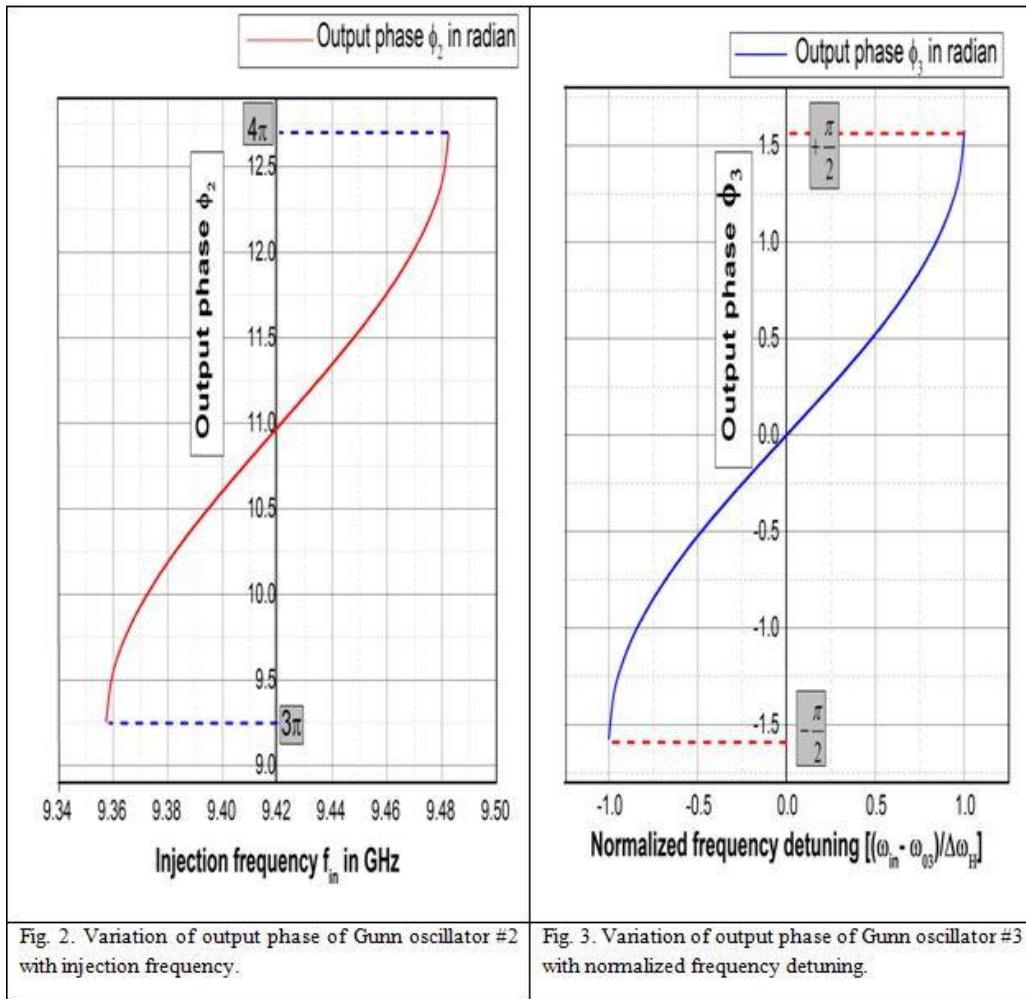 Output phase ϕ₂ in radian
4π
12.5
12.0
11.5
11.0
10.5
10.0
9.5
9.0
3π
Output phase ϕ₂
9.34 9.36 9.38 9.40 9.42 9.44 9.46 9.48 9.50
Injection frequency f_in in GHz
Fig. 2. Variation of output phase of Gunn oscillator #2
with injection frequency.
Output phase ϕ₃ in radian
+π/2
1.5
1.0
0.5
0.0
-0.5
-1.0
-1.5
-π/2
Output phase ϕ₃
-1.0 -0.5 0.0 0.5 1.0
Normalized frequency detuning [(ω_in - ω_03)/Δω_H]
Fig. 3. Variation of output phase of Gunn oscillator #3
with normalized frequency detuning.